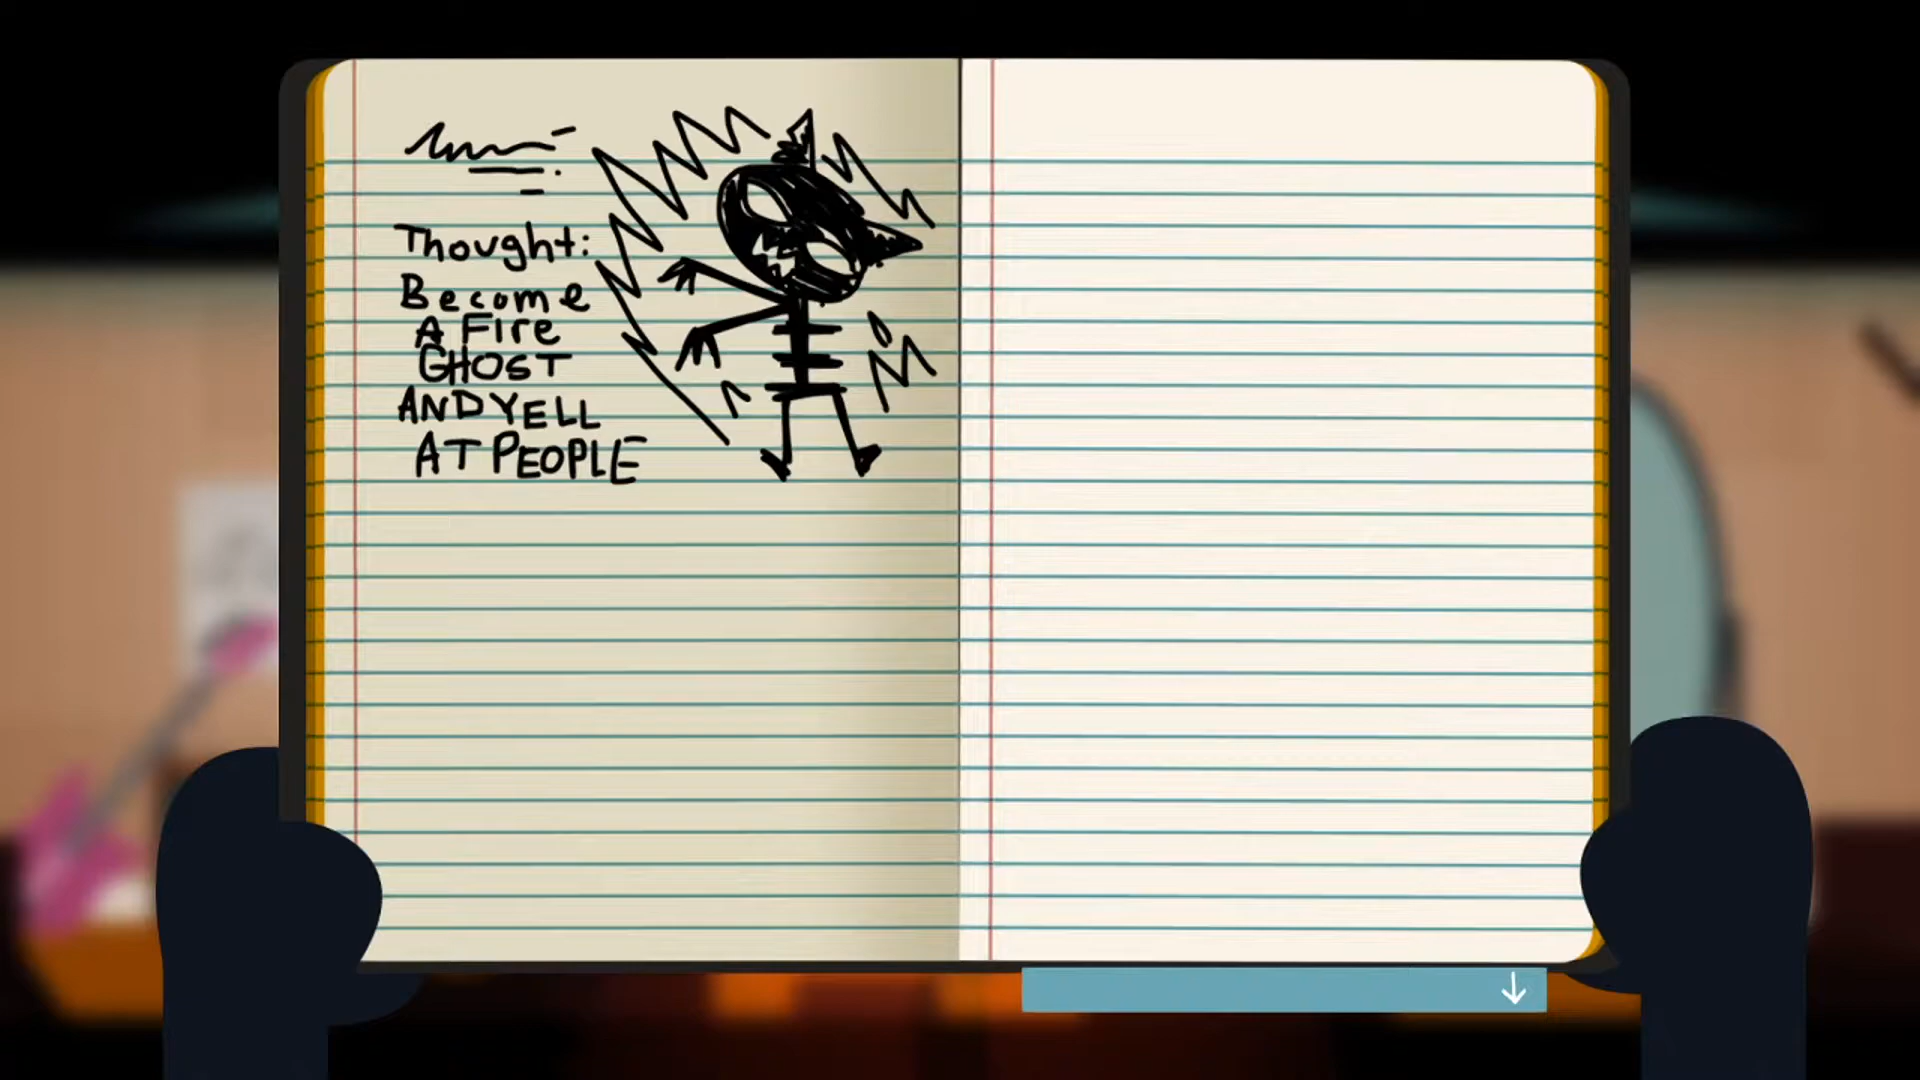 Thought:
Become
A Fire
GHOST
AND YELL
AT PEOPLE